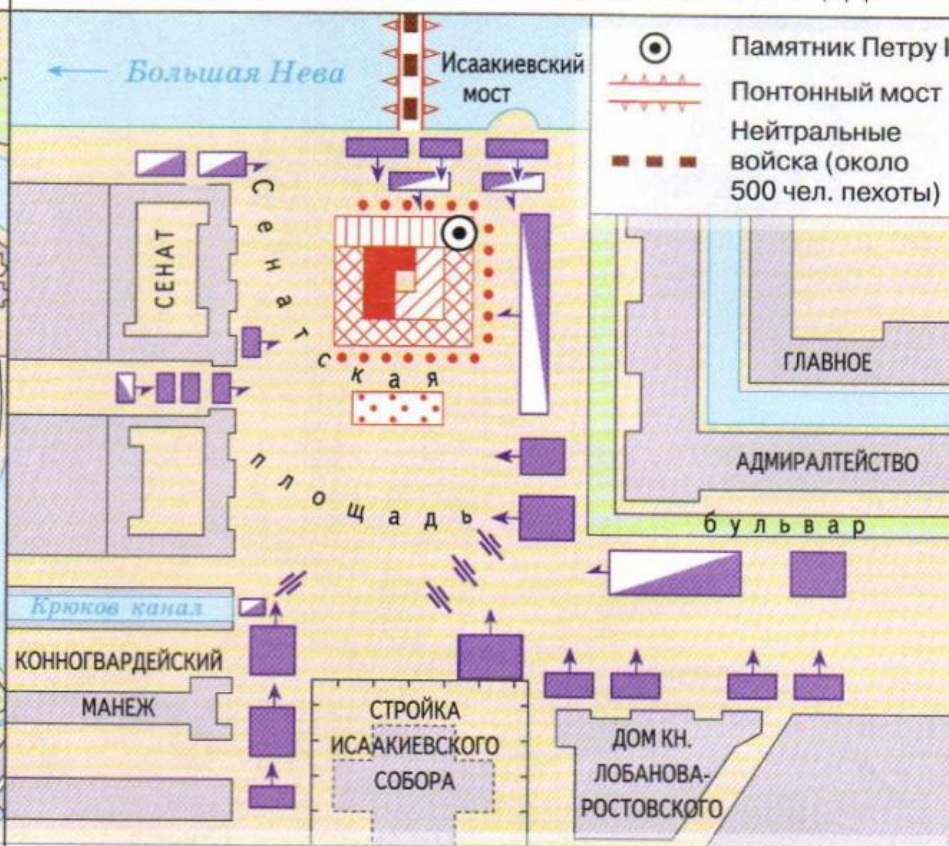 Большая Нева
Исаакиевский
мост
Памятник Петру I
Понтонный мост
Нейтральные
войска (около
500 чел. пехоты)
СЕНАТ
Сенатская
площадь
ГЛАВНОЕ
АДМИРАЛТЕЙСТВО
бульвар
Крюков канал
КОННОГВАРДЕЙСКИЙ
МАНЕЖ
СТРОЙКА
ИСААКИЕВСКОГО
СОБОРА
ДОМ КН.
ЛОБАНОВА-
РОСТОВСКОГО